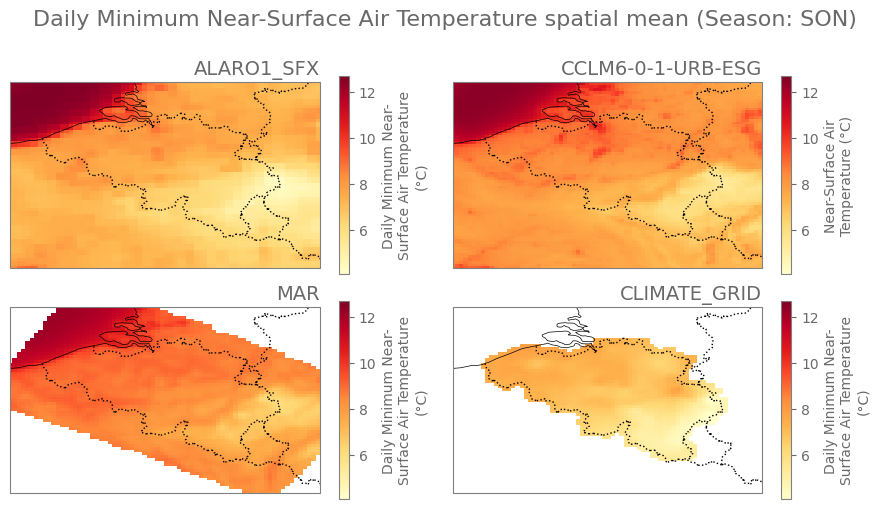 Daily Minimum Near-Surface Air Temperature spatial mean (Season: SON)
ALARO1_SFX
12
10
8
6
Daily Minimum Near-
Surface Air Temperature
(°C)
CCLM6-0-1-URB-ESG
12
10
8
6
Near-Surface Air
Temperature (°C)
MAR
12
10
8
6
Daily Minimum Near-
Surface Air Temperature
(°C)
CLIMATE_GRID
12
10
8
6
Daily Minimum Near-
Surface Air Temperature
(°C)